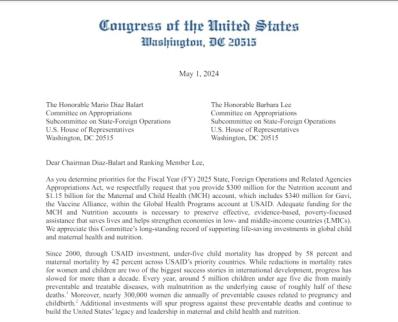 Congress of the United States
Washington, DC 20515
May 1, 2024
The Honorable Mario Diaz Balart
Committee on Appropriations
Subcommittee on State-Foreign Operations
U.S. House of Representatives
Washington, DC 20515
The Honorable Barbara Lee
Committee on Appropriations
Subcommittee on State-Foreign Operations
U.S. House of Representatives
Washington, DC 20515
Dear Chairman Diaz-Balart and Ranking Member Lee,
As you determine priorities for the Fiscal Year (FY) 2025 State, Foreign Operations and Related Agencies
Appropriations Act, we respectfully request that you provide $300 million for the Nutrition account and
$1.15 billion for the Maternal and Child Health (MCH) account, which includes $340 million for Gavi,
the Vaccine Alliance, within the Global Health Programs account at USAID. Adequate funding for the
MCH and Nutrition accounts is necessary to preserve effective, evidence-based, poverty-focused
assistance that saves lives and helps strengthen economies in low- and middle-income countries (LMICs).
We appreciate this Committee's long-standing record of supporting life-saving investments in global child
and maternal health and nutrition.
Since 2000, through USAID investment, under-five child mortality has dropped by 58 percent and
maternal mortality by 42 percent across USAID's priority countries. While reductions in mortality rates
for women and children are two of the biggest success stories in international development, progress has
slowed for more than a decade. Every year, around 5 million children under age five die from mainly
preventable and treatable diseases, with malnutrition as the underlying cause of roughly half of these
deaths.¹ Moreover, nearly 300,000 women die annually of preventable causes related to pregnancy and
childbirth.² Additional investments will spur progress against these preventable deaths and continue to
build the United States' legacy and leadership in maternal and child health and nutrition.